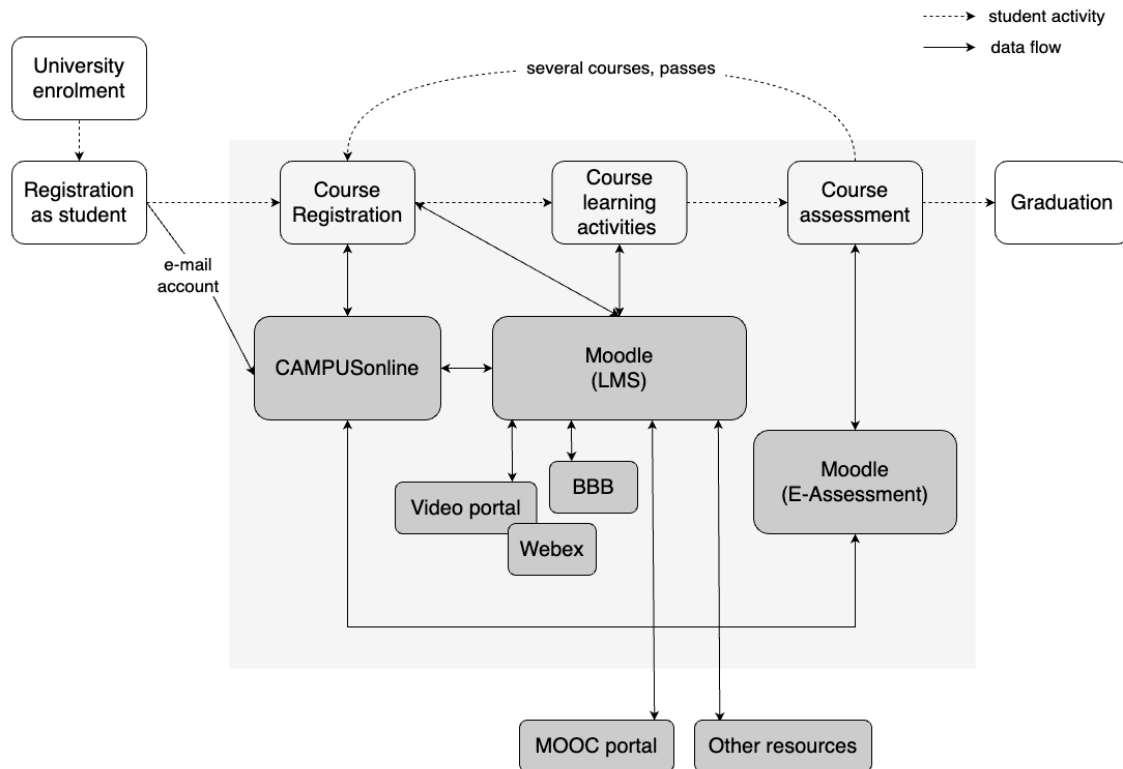 student activity
data flow
University
enrolment
several courses, passes
Registration
as student
Course
Registration
Course
learning
activities
Course
assessment
Graduation
e-mail
account
CAMPUSonline
Moodle
(LMS)
Moodle
(E-Assessment)
Video portal
BBB
Webex
MOOC portal
Other resources